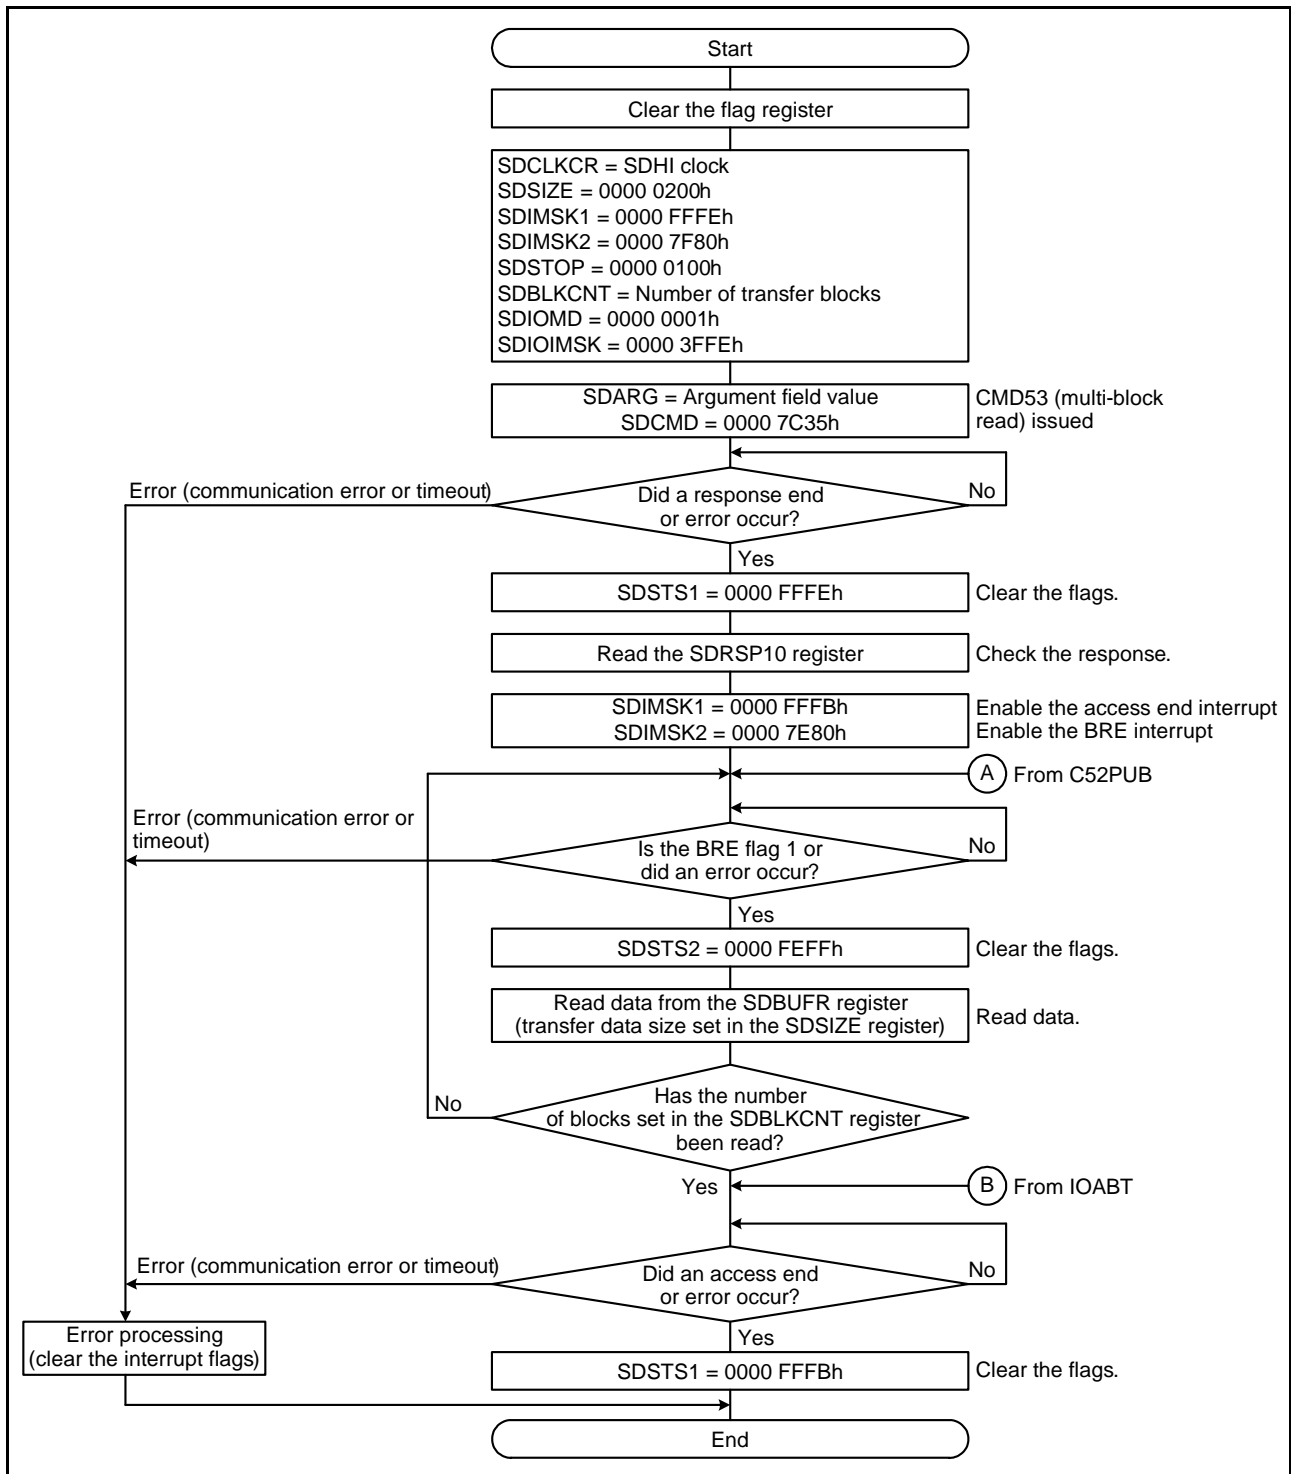 Start
Clear the flag register
SDCLKCR = SDHI clock
SDSIZE = 0000 0200h
SDIMSK1 = 0000 FFFEh
SDIMSK2 = 0000 7F80h
SDSTOP = 0000 0100h
SDBLKCNT = Number of transfer blocks
SDIOMD = 0000 0001h
SDIOIMSK = 0000 3FFEh
SDARG = Argument field value
SDCMD = 0000 7C35h
CMD53 (multi-block
read) issued
Error (communication error or timeout)
Did a response end
or error occur?
No
Yes
SDSTS1 = 0000 FFFEh
Clear the flags.
Read the SDRSP10 register
Check the response.
SDIMSK1 = 0000 FFFBh
SDIMSK2 = 0000 7E80h
Enable the access end interrupt
Enable the BRE interrupt
A
From C52PUB
Error (communication error or
timeout)
Is the BRE flag 1 or
did an error occur?
No
Yes
SDSTS2 = 0000 FEFFh
Clear the flags.
Read data from the SDBUFR register
(transfer data size set in the SDSIZE register)
Read data.
No
Has the number
of blocks set in the SDBLKCNT register
been read?
Yes
B
From IOABT
Error (communication error or timeout)
Did an access end
or error occur?
No
Yes
Error processing
(clear the interrupt flags)
SDSTS1 = 0000 FFFBh
Clear the flags.
End